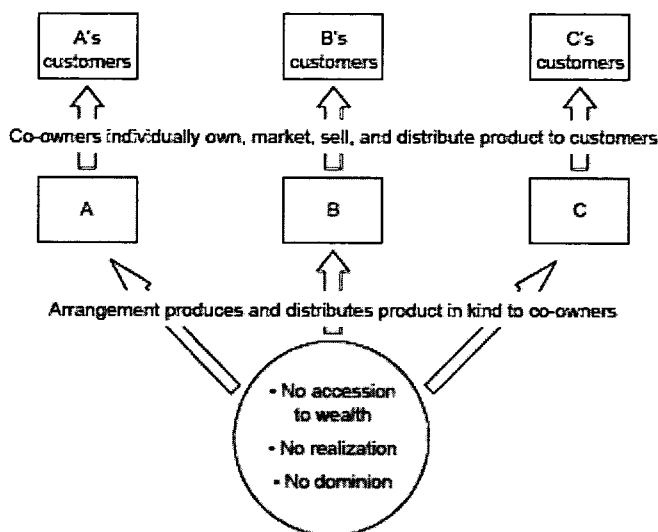 A's
customers
B's
customers
C's
customers
Co-owners individually own, market, sell, and distribute product to customers
A
B
C
Arrangement produces and distributes product in kind to co-owners
- No accession
to wealth
- No realization
- No dominion